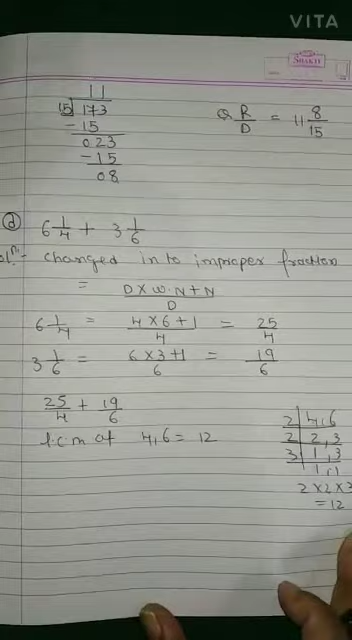 VITA
SHAKTI
11
15 173
-15
023
-15
08
Q R/D = 11 8/15
(d) 6 1/4 + 3 1/6
Solⁿ:- changed in to improper fraction
= D × W.N + N / D
6 1/4 = 4 × 6 + 1 / 4 = 25/4
3 1/6 = 6 × 3 + 1 / 6 = 19/6
25/4 + 19/6
l.c.m of 4,6 = 12
2 | 4,6
2 | 2,3
3 | 1,3
1,1
2 × 2 × 3
= 12